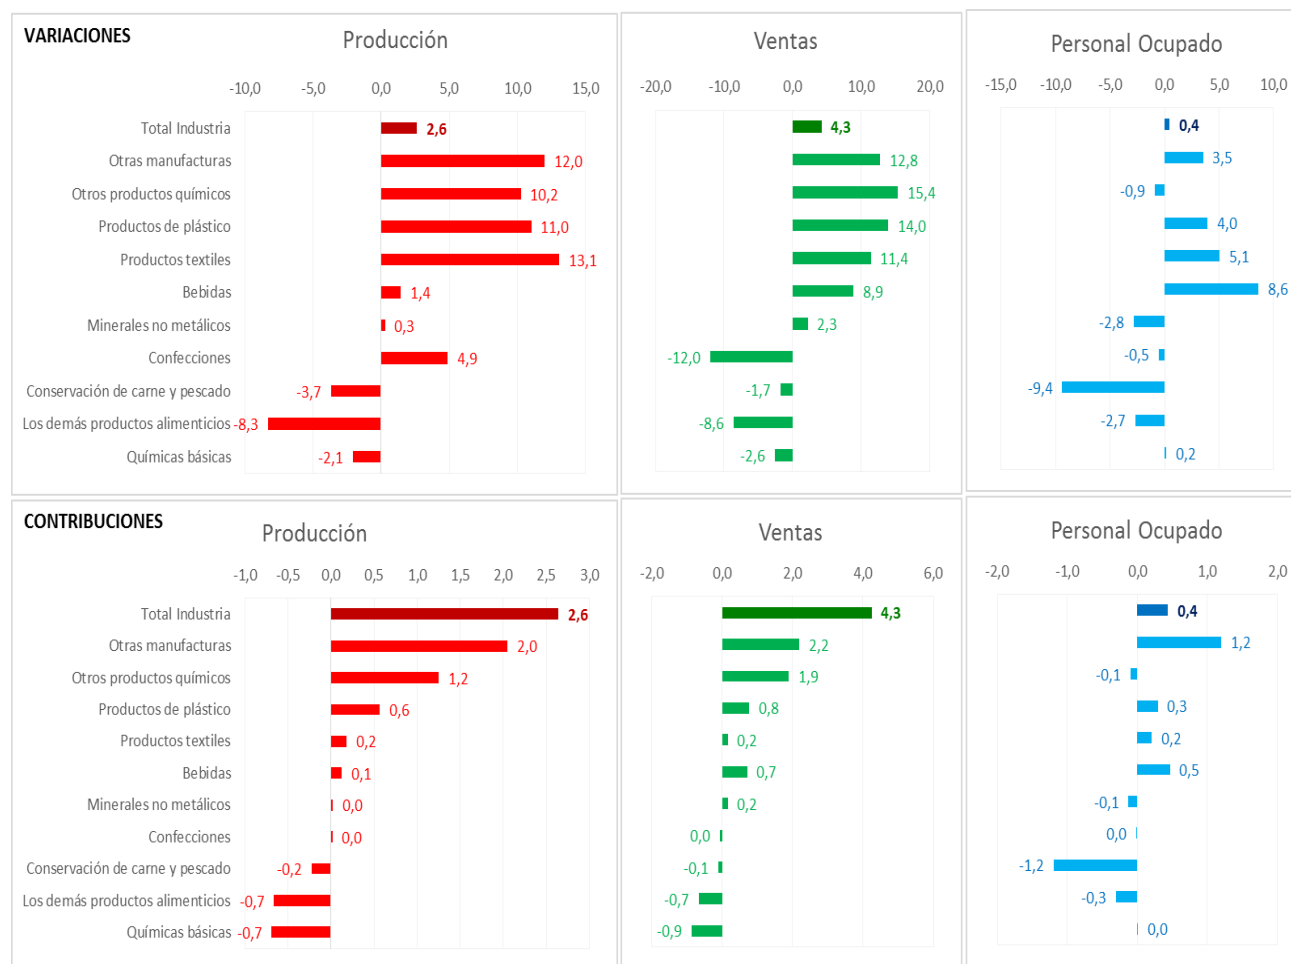 VARIACIONES
Producción
-10,0 -5,0 0,0 5,0 10,0 15,0
Total Industria 2,6
Otras manufacturas 12,0
Otros productos químicos 10,2
Productos de plástico 11,0
Productos textiles 13,1
Bebidas 1,4
Minerales no metálicos 0,3
Confecciones 4,9
Conservación de carne y pescado -3,7
Los demás productos alimenticios -8,3
Químicas básicas -2,1
Ventas
-20,0 -10,0 0,0 10,0 20,0
4,3
12,8
15,4
14,0
11,4
8,9
2,3
-12,0
-1,7
-8,6
-2,6
Personal Ocupado
-15,0 -10,0 -5,0 0,0 5,0 10,0
0,4
3,5
-0,9
4,0
5,1
8,6
-2,8
-0,5
-9,4
-2,7
0,2
CONTRIBUCIONES
Producción
-1,0 -0,5 0,0 0,5 1,0 1,5 2,0 2,5 3,0
Total Industria 2,6
Otras manufacturas 2,0
Otros productos químicos 1,2
Productos de plástico 0,6
Productos textiles 0,2
Bebidas 0,1
Minerales no metálicos 0,0
Confecciones 0,0
Conservación de carne y pescado -0,2
Los demás productos alimenticios -0,7
Químicas básicas -0,7
Ventas
-2,0 0,0 2,0 4,0 6,0
4,3
2,2
1,9
0,8
0,2
0,7
0,2
0,0
-0,1
-0,7
-0,9
Personal Ocupado
-2,0 -1,0 0,0 1,0 2,0
0,4
1,2
-0,1
0,3
0,2
0,5
-0,1
0,0
-1,2
-0,3
0,0